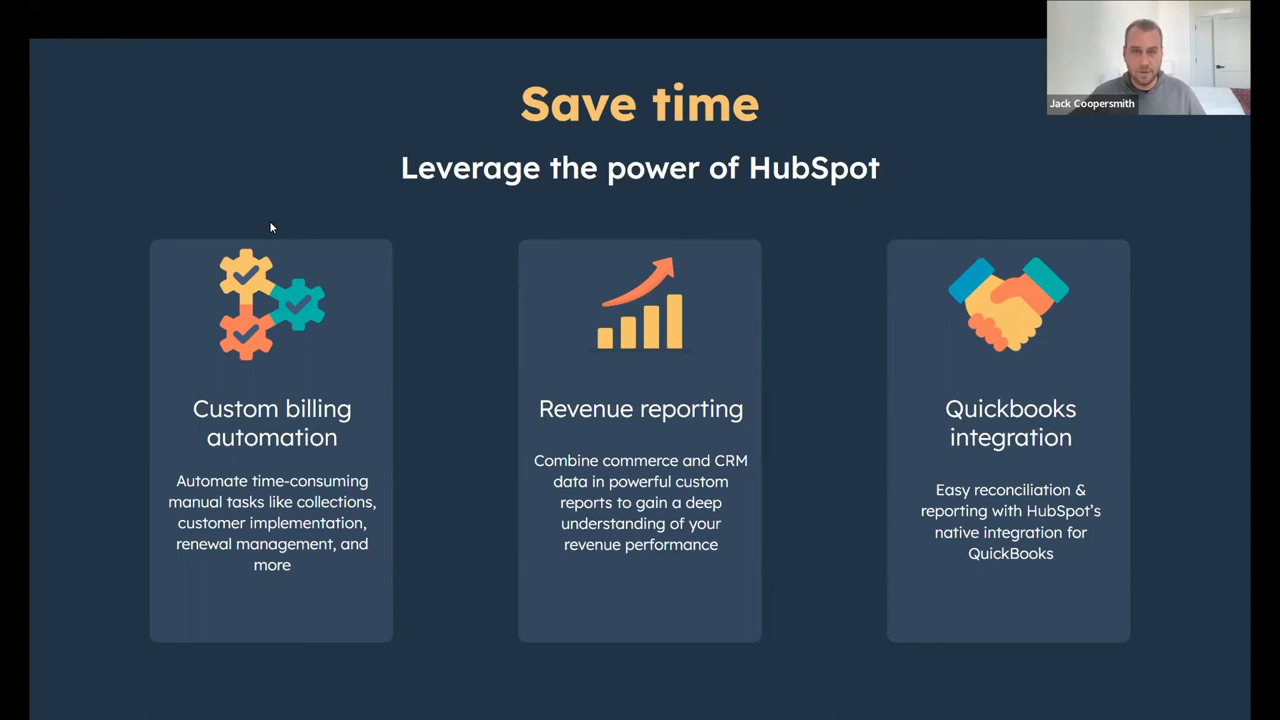 Save time
Leverage the power of HubSpot
Jack Coopersmith
Custom billing
automation
Automate time-consuming
manual tasks like collections,
customer implementation,
renewal management, and
more
Revenue reporting
Combine commerce and CRM
data in powerful custom
reports to gain a deep
understanding of your
revenue performance
Quickbooks
integration
Easy reconciliation &
reporting with HubSpot’s
native integration for
QuickBooks